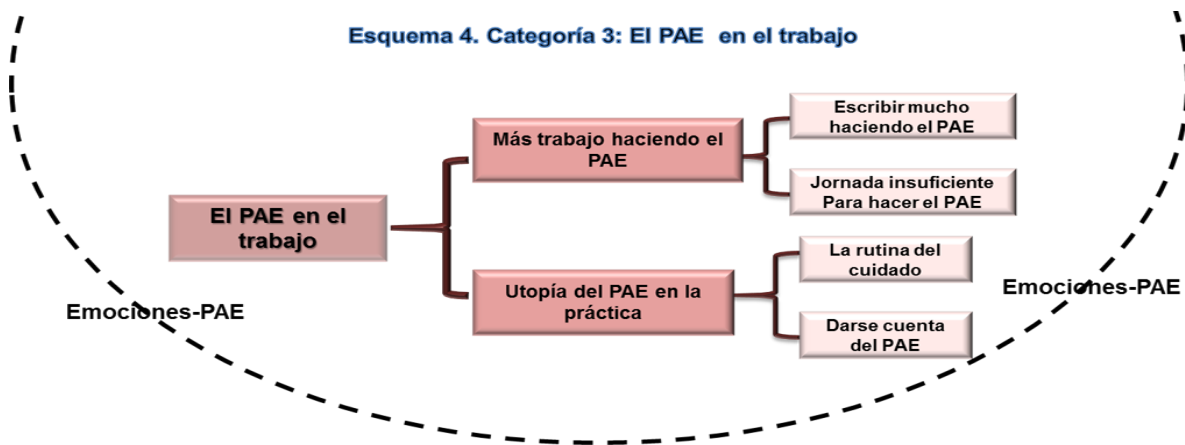 Esquema 4. Categoría 3: El PAE en el trabajo
Escribir mucho
haciendo el PAE
Más trabajo haciendo el
PAE
Jornada insuficiente
Para hacer el PAE
El PAE en el
trabajo
La rutina del
cuidado
Utopía del PAE en la
práctica
Darse cuenta
del PAE
Emociones-PAE
Emociones-PAE